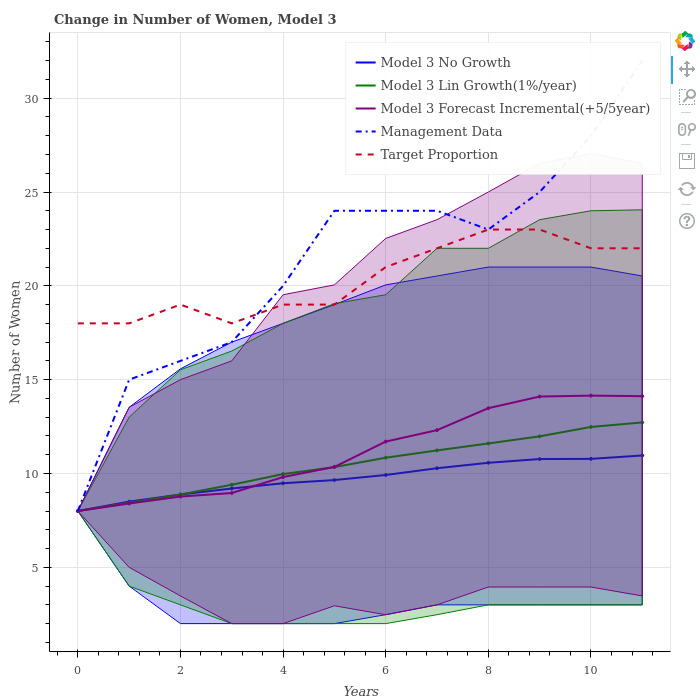 Change in Number of Women, Model 3
Model 3 No Growth
Model 3 Lin Growth(1%/year)
Model 3 Forecast Incremental(+5/5year)
Management Data
Target Proportion
Number of Women
30
25
20
15
10
5
0 2 4 6 8 10
Years